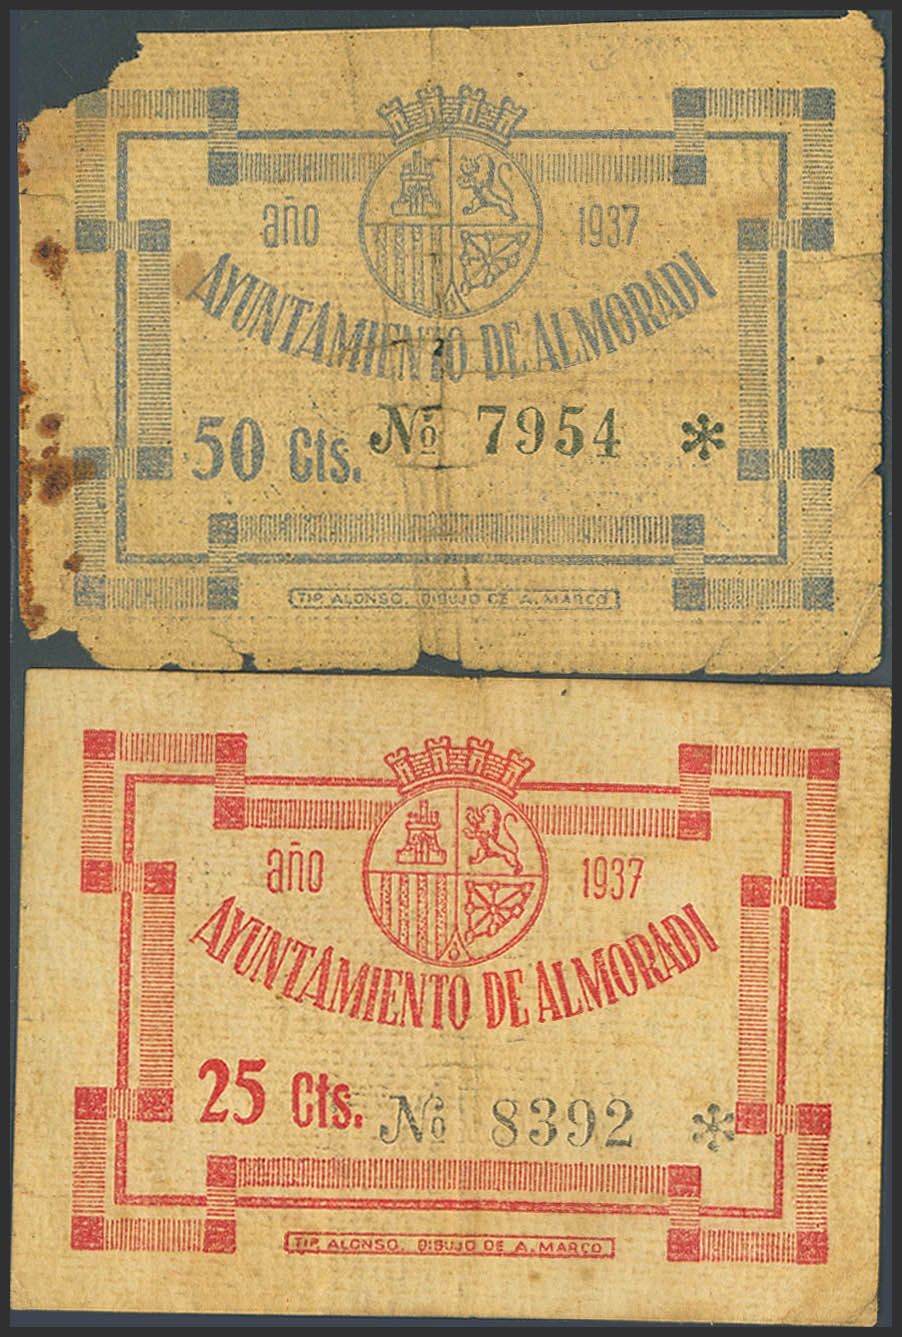 año 1937
AYUNTAMIENTO DE ALMORADI
50 Cts. Nº 7954 *
TIP. ALONSO. DIBUJO DE A. MARCO
año 1937
AYUNTAMIENTO DE ALMORADI
25 Cts. Nº 8392 *
TIP. ALONSO. DIBUJO DE A. MARCO